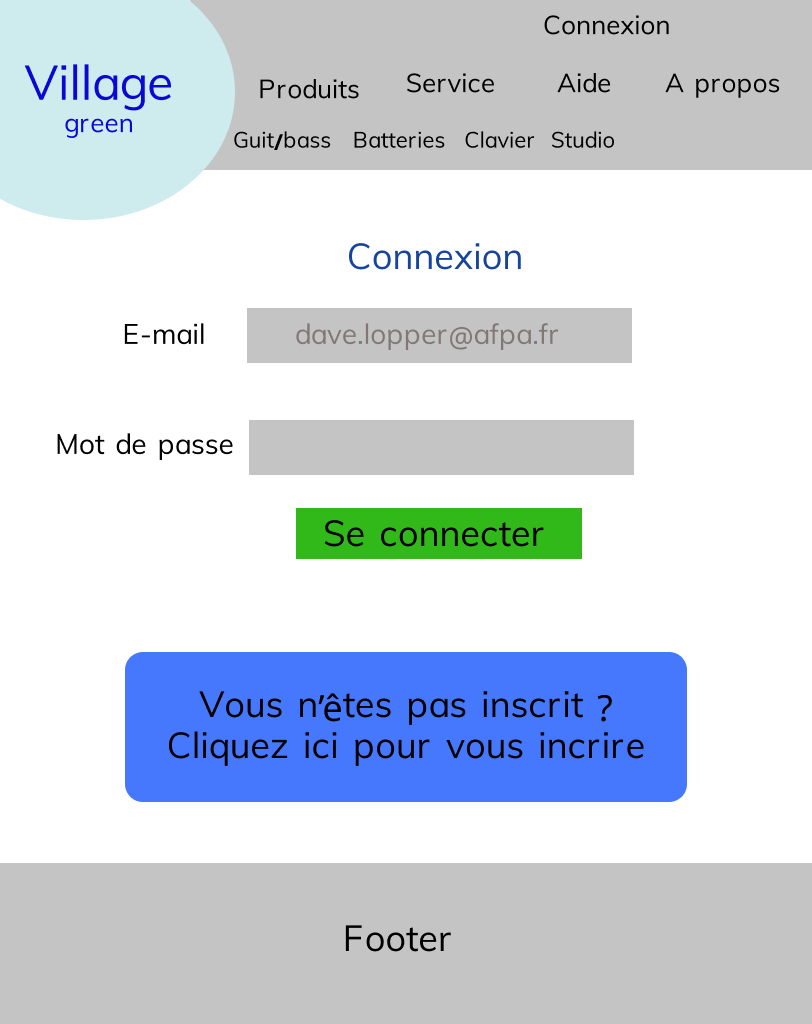 Connexion
Village
green
Produits Service Aide A propos
Guit/bass Batteries Clavier Studio
Connexion
E-mail dave.lopper@afpa.fr
Mot de passe
Se connecter
Vous n'êtes pas inscrit ?
Cliquez ici pour vous incrire
Footer